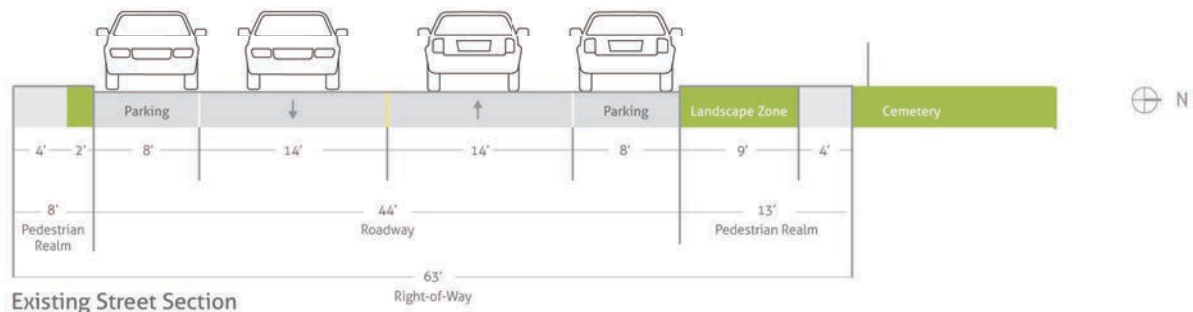 Parking
Parking
Landscape Zone
Cemetery
N
4'
2'
8'
14'
14'
8'
9'
4'
8'
Pedestrian
Realm
44'
Roadway
13'
Pedestrian Realm
63'
Right-of-Way
Existing Street Section